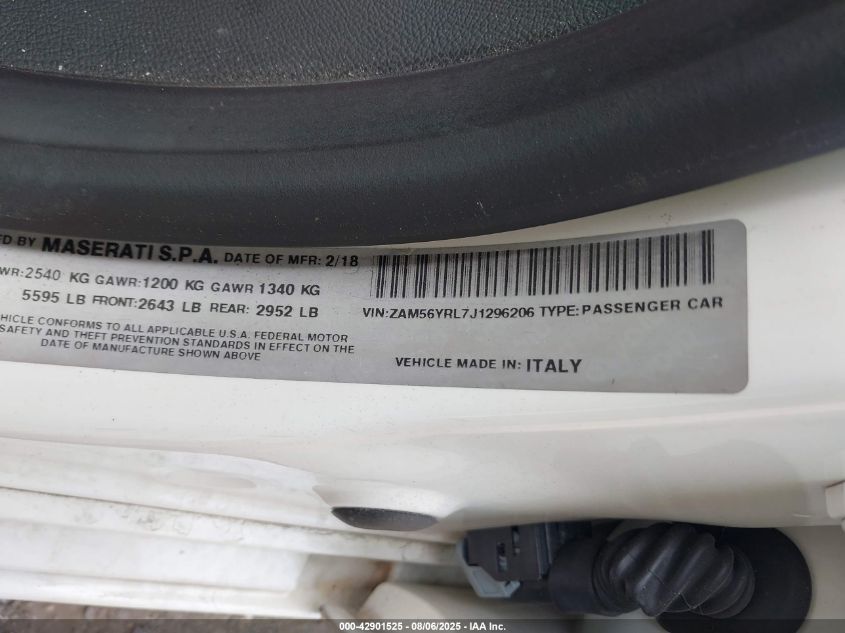 FD BY MASERATI S.P.A. DATE OF MFR: 2/18
WR:2540 KG GAWR:1200 KG GAWR 1340 KG
5595 LB FRONT:2643 LB REAR: 2952 LB
VIN:ZAM56YRL7J1296206 TYPE:PASSENGER CAR
EHICLE CONFORMS TO ALL APPLICABLE U.S.A. FEDERAL MOTOR
SAFETY AND THEFT PREVENTION STANDARDS IN EFFECT ON THE
DATE OF MANUFACTURE SHOWN ABOVE
VEHICLE MADE IN: ITALY
000-42901525 - 08/06/2025 - IAA Inc.